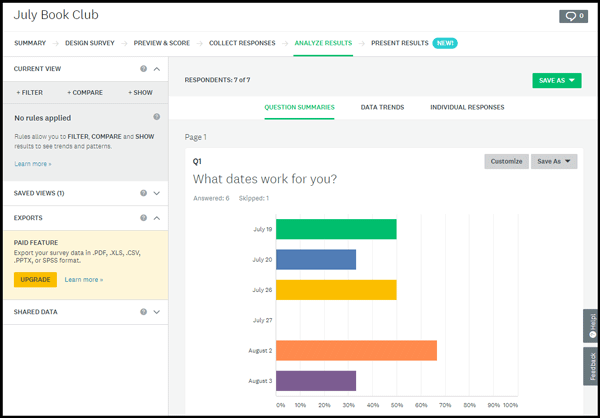 July Book Club
0
SUMMARY → DESIGN SURVEY → PREVIEW & SCORE → COLLECT RESPONSES → ANALYZE RESULTS → PRESENT RESULTS NEW!
CURRENT VIEW ?
+ FILTER + COMPARE + SHOW
No rules applied
Rules allow you to FILTER, COMPARE and SHOW
results to see trends and patterns.
Learn more »
SAVED VIEWS (1) ?
EXPORTS ?
PAID FEATURE
Export your survey data in .PDF, .XLS, .CSV,
.PPTX, or SPSS format.
UPGRADE Learn more »
SHARED DATA ?
RESPONDENTS: 7 of 7 SAVE AS
QUESTION SUMMARIES DATA TRENDS INDIVIDUAL RESPONSES
Page 1
Q1 Customize Save As
What dates work for you?
Answered: 6 Skipped: 1
July 19
July 20
July 26
July 27
August 2
August 3
0% 10% 20% 30% 40% 50% 60% 70% 80% 90% 100%
? Help!
Feedback